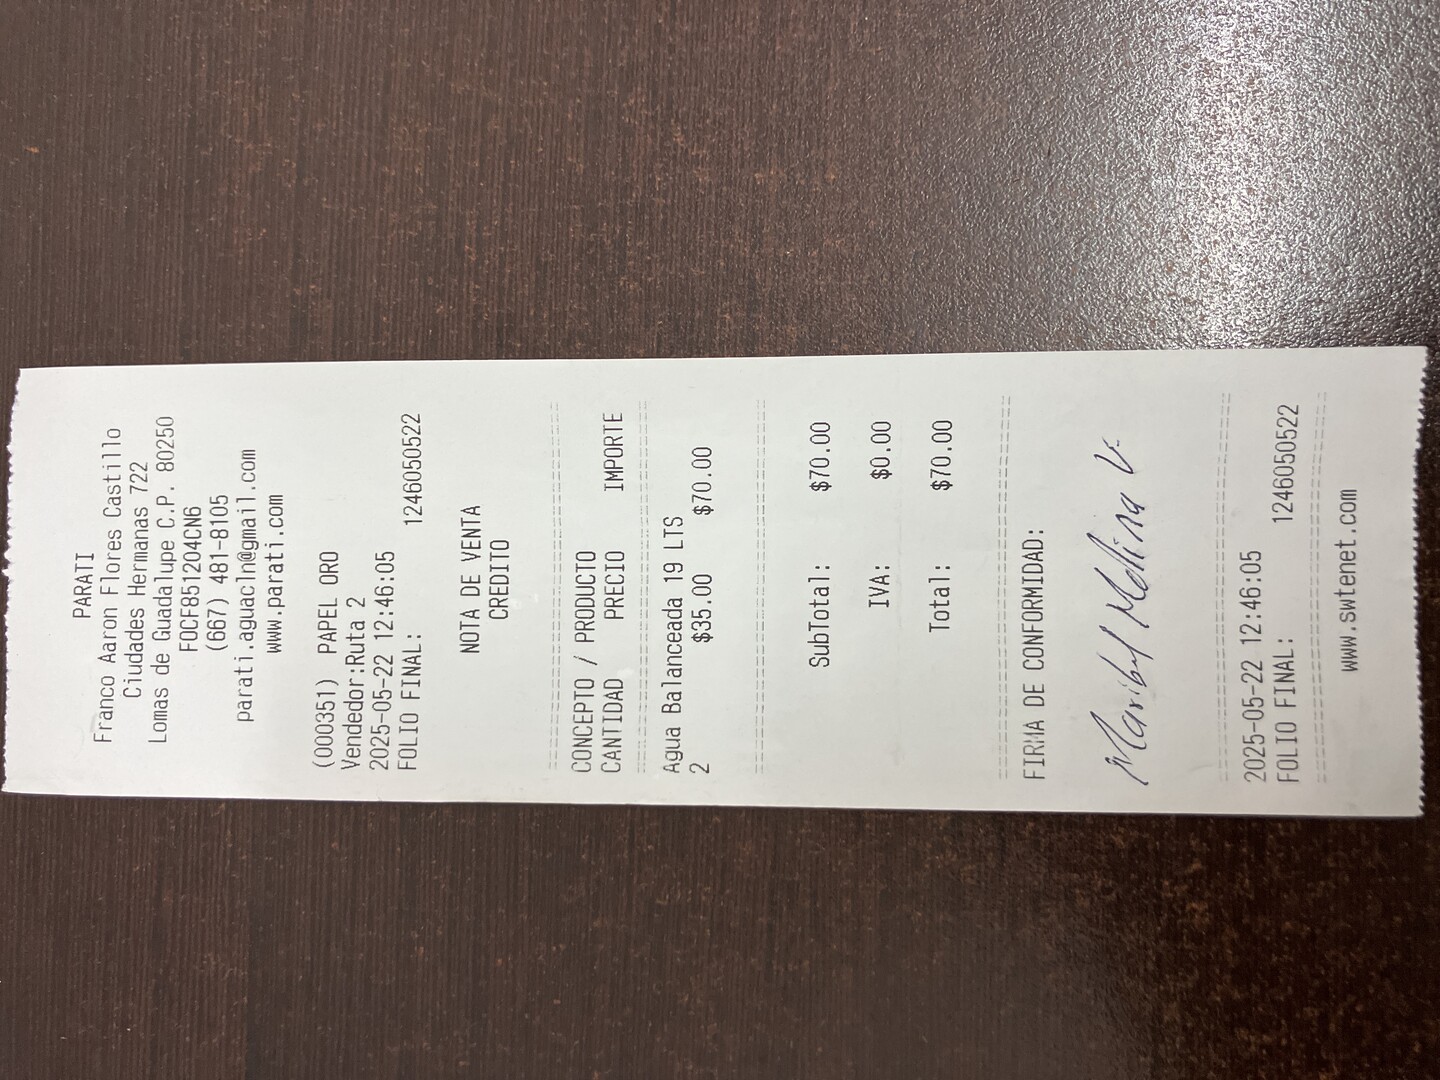 PARATI
Franco Aaron Flores Castillo
Ciudades Hermanas 722
Lomas de Guadalupe C.P. 80250
FOCF851204CN6
(667) 481-8105
parati.aguacln@gmail.com
www.parati.com
(000351) PAPEL ORO
Vendedor:Ruta 2
2025-05-22 12:46:05
FOLIO FINAL: 1246050522
NOTA DE VENTA
CREDITO
CONCEPTO / PRODUCTO
CANTIDAD PRECIO IMPORTE
Agua Balanceada 19 LTS
2 $35.00 $70.00
SubTotal: $70.00
IVA: $0.00
Total: $70.00
FIRMA DE CONFORMIDAD:
Maribel Molina V.
2025-05-22 12:46:05
FOLIO FINAL: 1246050522
www.swtenet.com